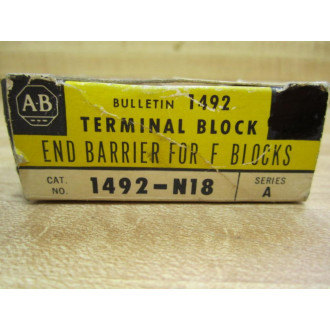 A-B
BULLETIN 1492
TERMINAL BLOCK
END BARRIER FOR F BLOCKS
CAT. NO. 1492-N18 SERIES A